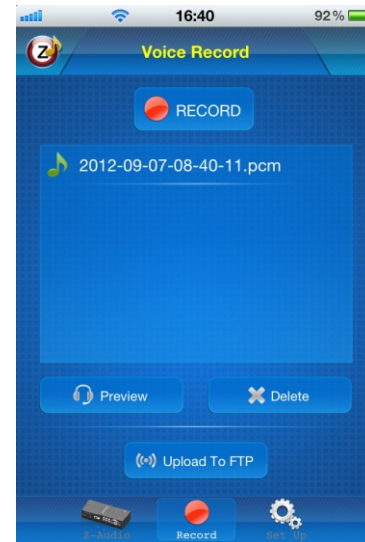 16:40 92%
Z
Voice Record
RECORD
2012-09-07-08-40-11.pcm
Preview Delete
Upload To FTP
Z-Audio Record Set Up